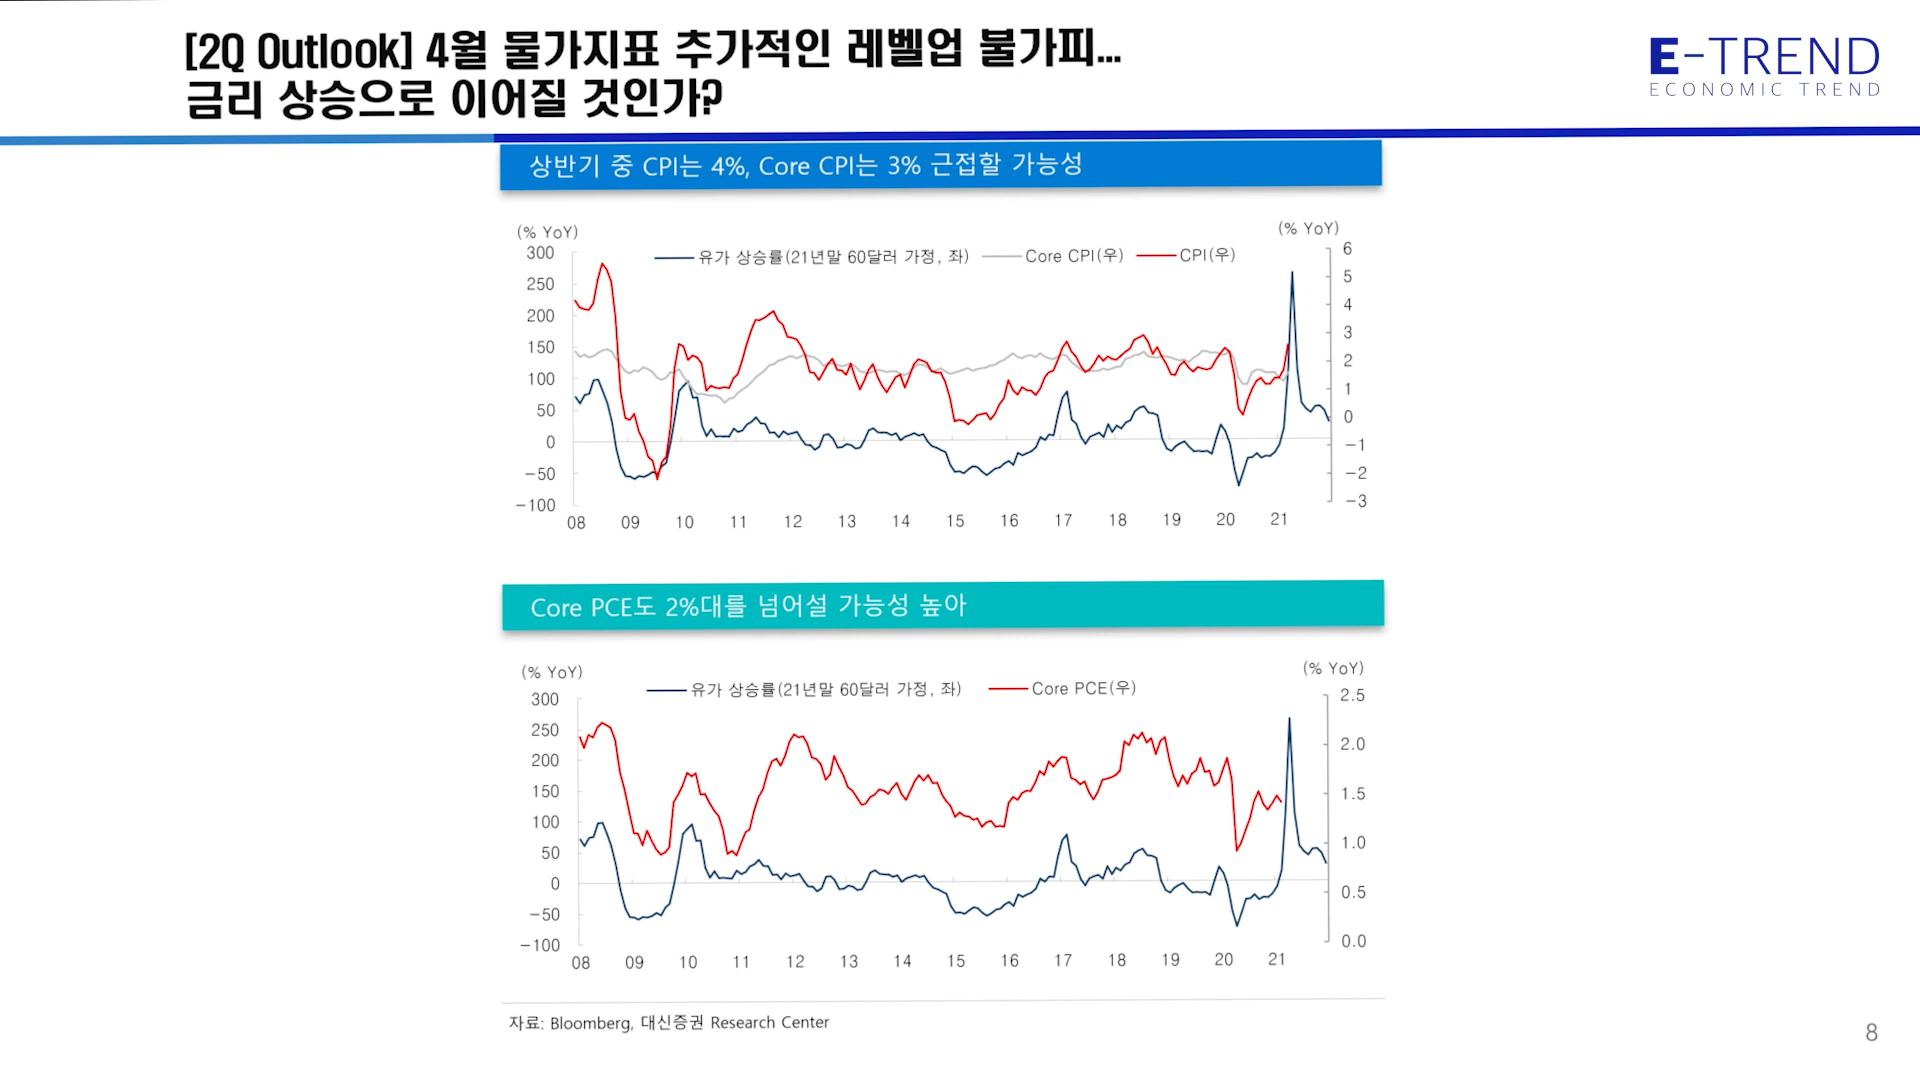 [2Q Outlook] 4월 물가지표 추가적인 레벨업 불가피...
금리 상승으로 이어질 것인가?
E-TREND
ECONOMIC TREND
상반기 중 CPI는 4%, Core CPI는 3% 근접할 가능성
(% YoY)
(% YoY)
유가 상승률(21년말 60달러 가정, 좌)
Core CPI(우)
CPI(우)
300
250
200
150
100
50
0
-50
-100
6
5
4
3
2
1
0
-1
-2
-3
08 09 10 11 12 13 14 15 16 17 18 19 20 21
Core PCE도 2%대를 넘어설 가능성 높아
(% YoY)
(% YoY)
유가 상승률(21년말 60달러 가정, 좌)
Core PCE(우)
300
250
200
150
100
50
0
-50
-100
2.5
2.0
1.5
1.0
0.5
0.0
08 09 10 11 12 13 14 15 16 17 18 19 20 21
자료: Bloomberg, 대신증권 Research Center
8